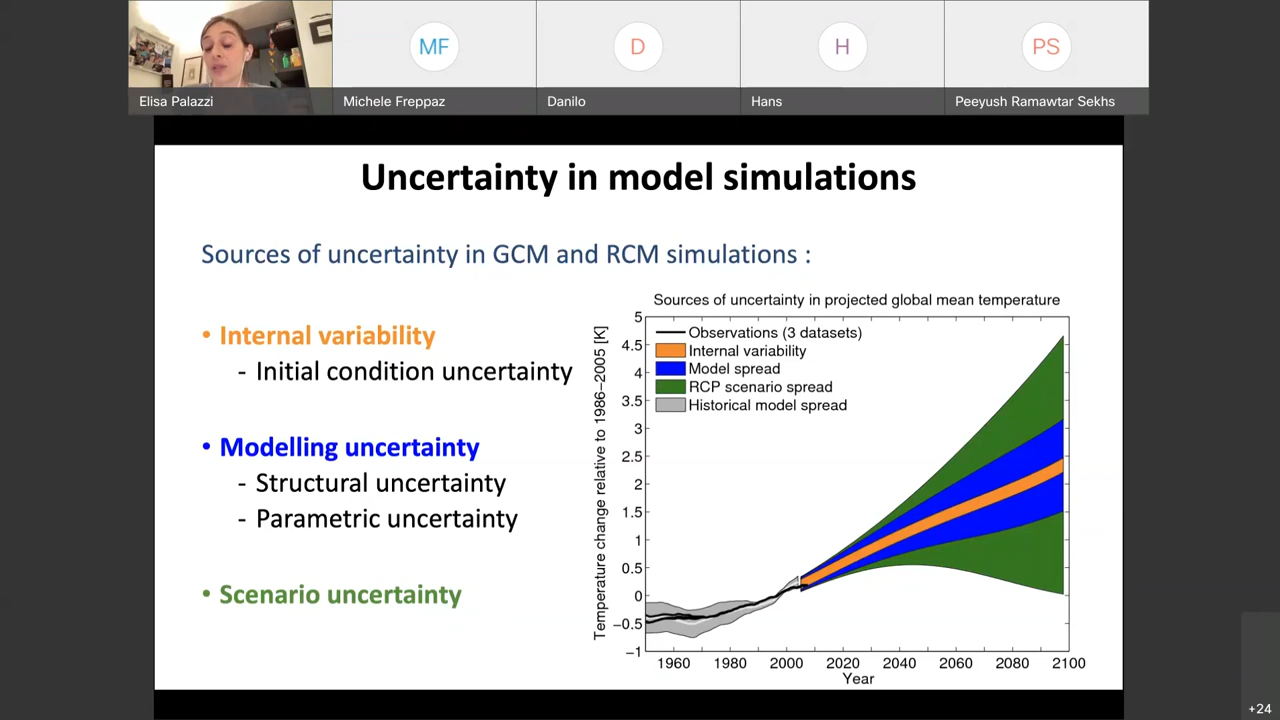 MF
D
H
PS
Elisa Palazzi
Michele Freppaz
Danilo
Hans
Peeyush Ramawtar Sekhs
Uncertainty in model simulations
Sources of uncertainty in GCM and RCM simulations :
• Internal variability
- Initial condition uncertainty
• Modelling uncertainty
- Structural uncertainty
- Parametric uncertainty
• Scenario uncertainty
Sources of uncertainty in projected global mean temperature
Observations (3 datasets)
Internal variability
Model spread
RCP scenario spread
Historical model spread
Temperature change relative to 1986–2005 [K]
5
4.5
4
3.5
3
2.5
2
1.5
1
0.5
0
−0.5
−1
1960 1980 2000 2020 2040 2060 2080 2100
Year
+24